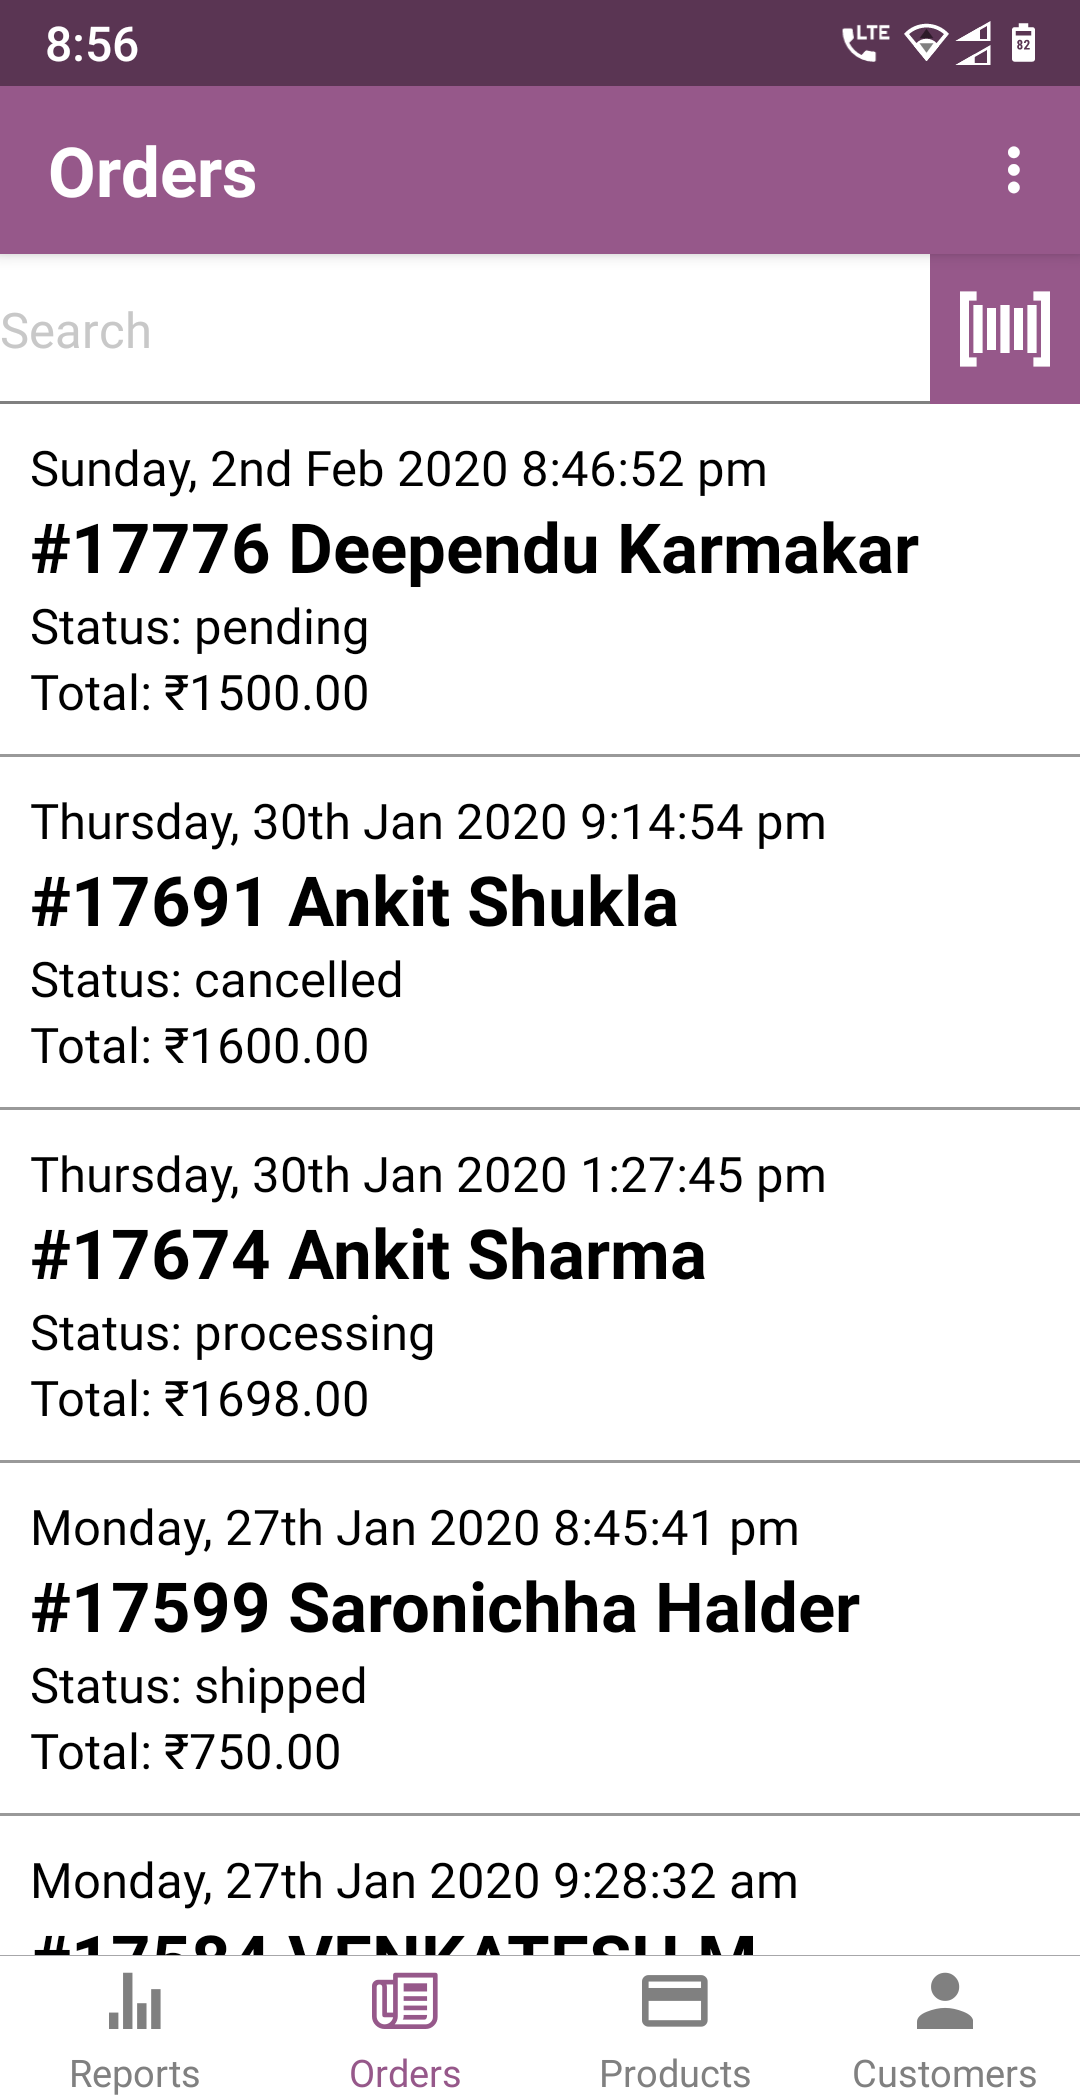 8:56
LTE
82
Orders
Search
Sunday, 2nd Feb 2020 8:46:52 pm
#17776 Deependu Karmakar
Status: pending
Total: ₹1500.00
Thursday, 30th Jan 2020 9:14:54 pm
#17691 Ankit Shukla
Status: cancelled
Total: ₹1600.00
Thursday, 30th Jan 2020 1:27:45 pm
#17674 Ankit Sharma
Status: processing
Total: ₹1698.00
Monday, 27th Jan 2020 8:45:41 pm
#17599 Saronichha Halder
Status: shipped
Total: ₹750.00
Monday, 27th Jan 2020 9:28:32 am
#17584 VENKATESH M
Reports
Orders
Products
Customers